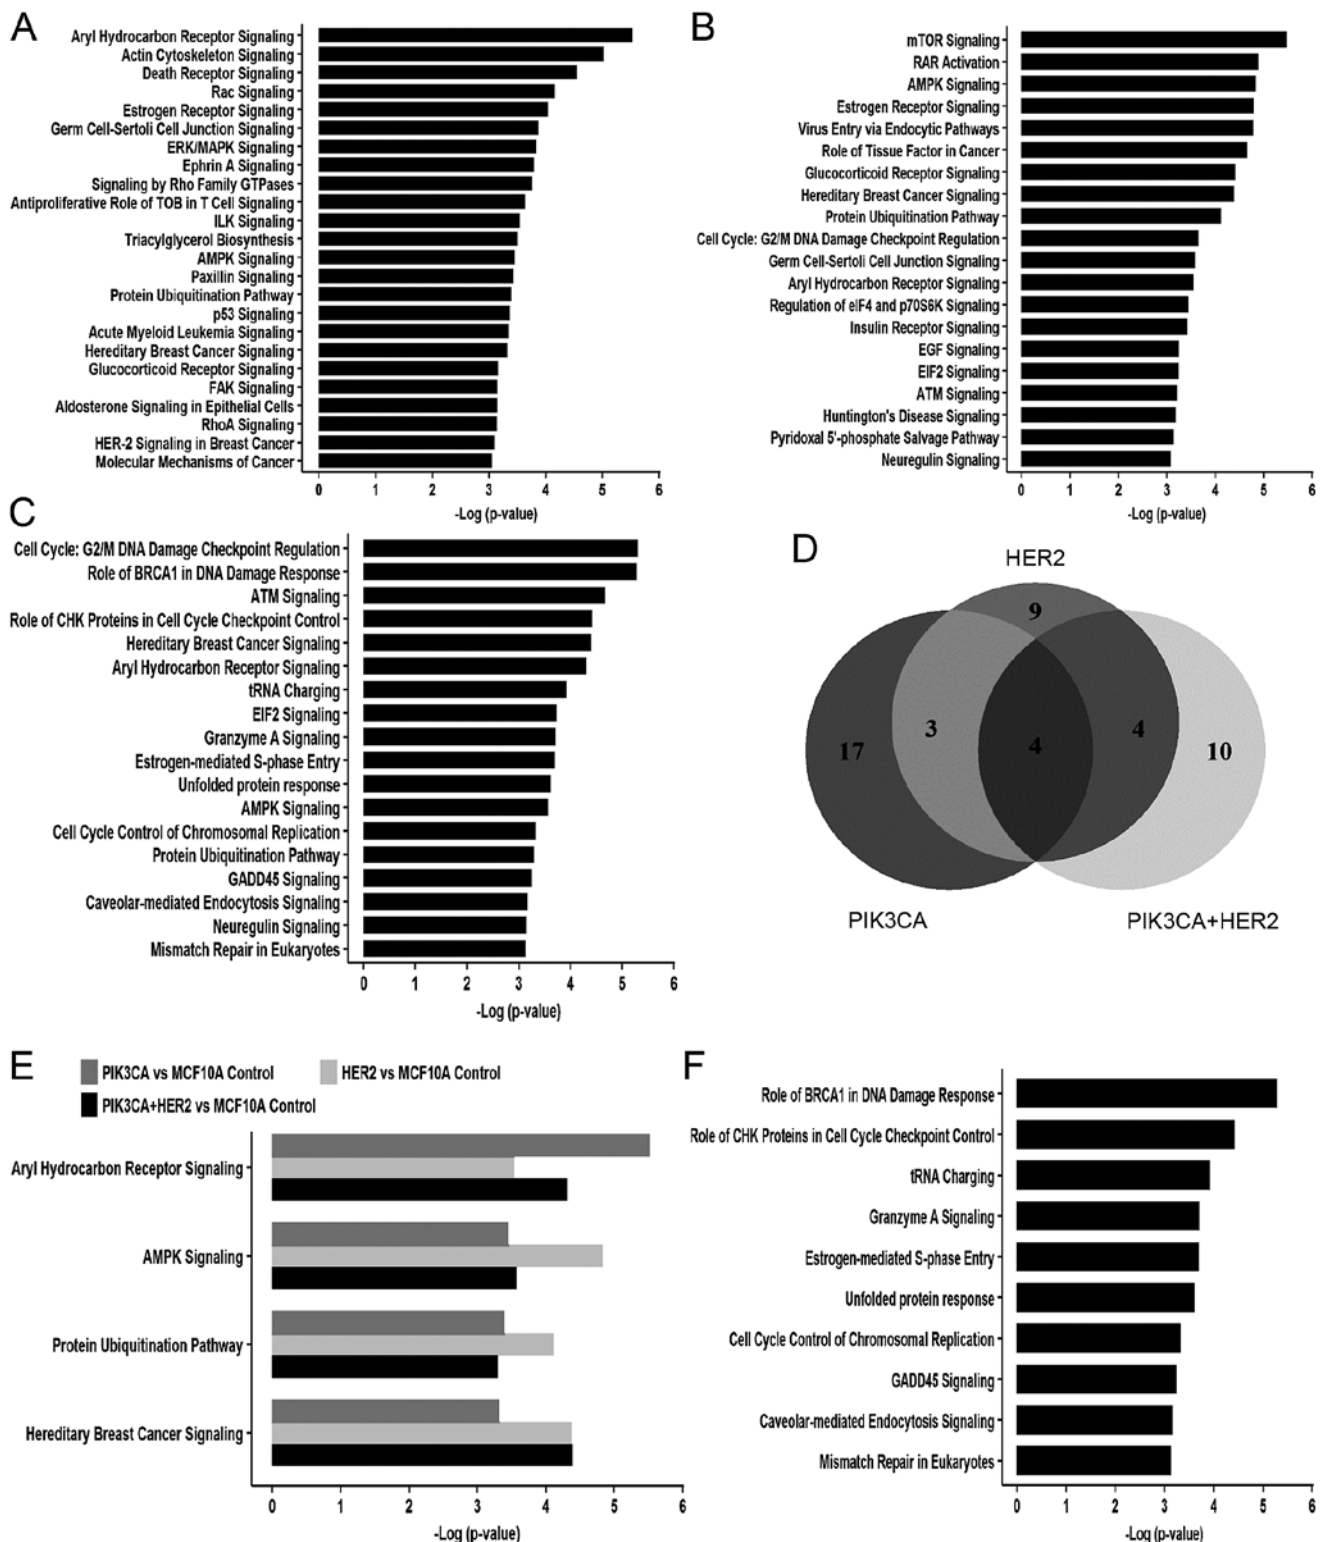 A
Aryl Hydrocarbon Receptor Signaling
Actin Cytoskeleton Signaling
Death Receptor Signaling
Rac Signaling
Estrogen Receptor Signaling
Germ Cell-Sertoli Cell Junction Signaling
ERK/MAPK Signaling
Ephrin A Signaling
Signaling by Rho Family GTPases
Antiproliferative Role of TOB in T Cell Signaling
ILK Signaling
Triacylglycerol Biosynthesis
AMPK Signaling
Paxillin Signaling
Protein Ubiquitination Pathway
p53 Signaling
Acute Myeloid Leukemia Signaling
Hereditary Breast Cancer Signaling
Glucocorticoid Receptor Signaling
FAK Signaling
Aldosterone Signaling in Epithelial Cells
RhoA Signaling
HER-2 Signaling in Breast Cancer
Molecular Mechanisms of Cancer
0 1 2 3 4 5 6
-Log (p-value)
B
mTOR Signaling
RAR Activation
AMPK Signaling
Estrogen Receptor Signaling
Virus Entry via Endocytic Pathways
Role of Tissue Factor in Cancer
Glucocorticoid Receptor Signaling
Hereditary Breast Cancer Signaling
Protein Ubiquitination Pathway
Cell Cycle: G2/M DNA Damage Checkpoint Regulation
Germ Cell-Sertoli Cell Junction Signaling
Aryl Hydrocarbon Receptor Signaling
Regulation of eIF4 and p70S6K Signaling
Insulin Receptor Signaling
EGF Signaling
EIF2 Signaling
ATM Signaling
Huntington's Disease Signaling
Pyridoxal 5'-phosphate Salvage Pathway
Neuregulin Signaling
0 1 2 3 4 5 6
-Log (p-value)
C
Cell Cycle: G2/M DNA Damage Checkpoint Regulation
Role of BRCA1 in DNA Damage Response
ATM Signaling
Role of CHK Proteins in Cell Cycle Checkpoint Control
Hereditary Breast Cancer Signaling
Aryl Hydrocarbon Receptor Signaling
tRNA Charging
EIF2 Signaling
Granzyme A Signaling
Estrogen-mediated S-phase Entry
Unfolded protein response
AMPK Signaling
Cell Cycle Control of Chromosomal Replication
Protein Ubiquitination Pathway
GADD45 Signaling
Caveolar-mediated Endocytosis Signaling
Neuregulin Signaling
Mismatch Repair in Eukaryotes
0 1 2 3 4 5 6
-Log (p-value)
D
HER2
9
3
4
4
17
10
PIK3CA
PIK3CA+HER2
E
PIK3CA vs MCF10A Control
HER2 vs MCF10A Control
PIK3CA+HER2 vs MCF10A Control
Aryl Hydrocarbon Receptor Signaling
AMPK Signaling
Protein Ubiquitination Pathway
Hereditary Breast Cancer Signaling
0 1 2 3 4 5 6
-Log (p-value)
F
Role of BRCA1 in DNA Damage Response
Role of CHK Proteins in Cell Cycle Checkpoint Control
tRNA Charging
Granzyme A Signaling
Estrogen-mediated S-phase Entry
Unfolded protein response
Cell Cycle Control of Chromosomal Replication
GADD45 Signaling
Caveolar-mediated Endocytosis Signaling
Mismatch Repair in Eukaryotes
0 1 2 3 4 5 6
-Log (p-value)